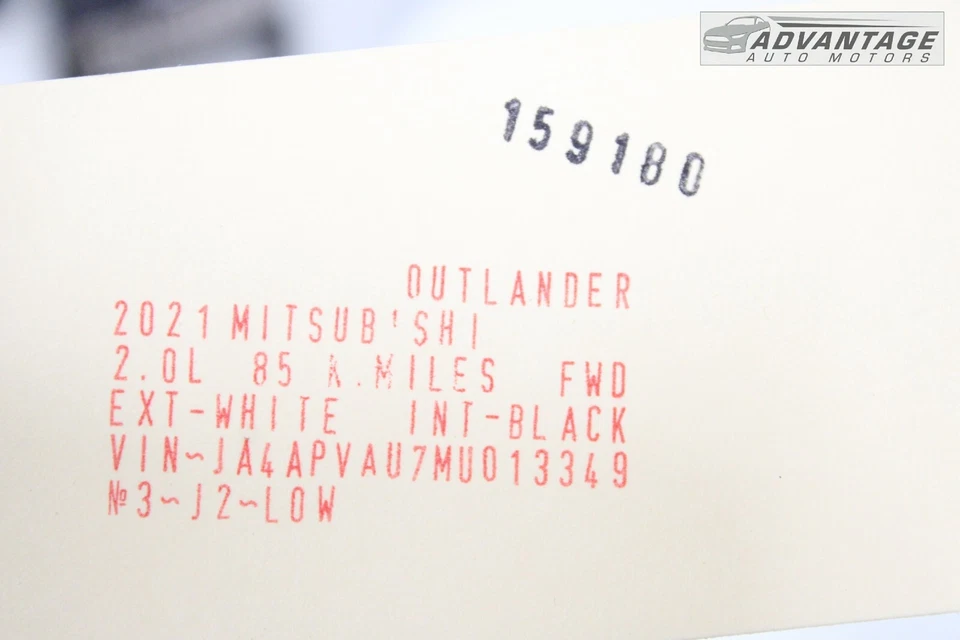 ADVANTAGE
AUTO MOTORS
159180
OUTLANDER
2021 MITSUB'SHI
2.0L 85 K.MILES FWD
EXT-WHITE INT-BLACK
VIN~JA4APVAU7MU013349
№3~J2~LOW